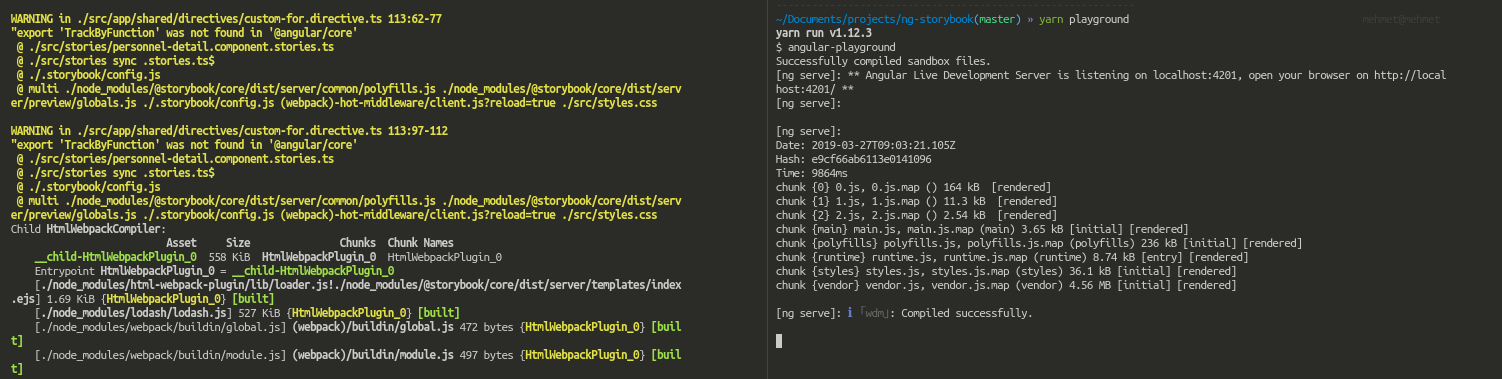 WARNING in ./src/app/shared/directives/custom-for.directive.ts 113:62-77
"export 'TrackByFunction' was not found in '@angular/core'
 @ ./src/stories/personnel-detail.component.stories.ts
 @ ./src/stories sync .stories.ts$
 @ ./.storybook/config.js
 @ multi ./node_modules/@storybook/core/dist/server/common/polyfills.js ./node_modules/@storybook/core/dist/serv
er/preview/globals.js ./.storybook/config.js (webpack)-hot-middleware/client.js?reload=true ./src/styles.css

WARNING in ./src/app/shared/directives/custom-for.directive.ts 113:97-112
"export 'TrackByFunction' was not found in '@angular/core'
 @ ./src/stories/personnel-detail.component.stories.ts
 @ ./src/stories sync .stories.ts$
 @ ./.storybook/config.js
 @ multi ./node_modules/@storybook/core/dist/server/common/polyfills.js ./node_modules/@storybook/core/dist/serv
er/preview/globals.js ./.storybook/config.js (webpack)-hot-middleware/client.js?reload=true ./src/styles.css
Child HtmlWebpackCompiler:
                          Asset     Size               Chunks  Chunk Names
    __child-HtmlWebpackPlugin_0  558 KiB  HtmlWebpackPlugin_0  HtmlWebpackPlugin_0
    Entrypoint HtmlWebpackPlugin_0 = __child-HtmlWebpackPlugin_0
    [./node_modules/html-webpack-plugin/lib/loader.js!./node_modules/@storybook/core/dist/server/templates/index
.ejs] 1.69 KiB {HtmlWebpackPlugin_0} [built]
    [./node_modules/lodash/lodash.js] 527 KiB {HtmlWebpackPlugin_0} [built]
    [./node_modules/webpack/buildin/global.js] (webpack)/buildin/global.js 472 bytes {HtmlWebpackPlugin_0} [buil
t]
    [./node_modules/webpack/buildin/module.js] (webpack)/buildin/module.js 497 bytes {HtmlWebpackPlugin_0} [buil
t]
~/Documents/projects/ng-storybook(master) » yarn playground mehmet@mehmet
yarn run v1.12.3
$ angular-playground
Successfully compiled sandbox files.
[ng serve]: ** Angular Live Development Server is listening on localhost:4201, open your browser on http://local
host:4201/ **
[ng serve]:

[ng serve]:
Date: 2019-03-27T09:03:21.105Z
Hash: e9cf66ab6113e0141096
Time: 9864ms
chunk {0} 0.js, 0.js.map () 164 kB  [rendered]
chunk {1} 1.js, 1.js.map () 11.3 kB  [rendered]
chunk {2} 2.js, 2.js.map () 2.54 kB  [rendered]
chunk {main} main.js, main.js.map (main) 3.65 kB [initial] [rendered]
chunk {polyfills} polyfills.js, polyfills.js.map (polyfills) 236 kB [initial] [rendered]
chunk {runtime} runtime.js, runtime.js.map (runtime) 8.74 kB [entry] [rendered]
chunk {styles} styles.js, styles.js.map (styles) 36.1 kB [initial] [rendered]
chunk {vendor} vendor.js, vendor.js.map (vendor) 4.56 MB [initial] [rendered]

[ng serve]: ℹ ｢wdm｣: Compiled successfully.